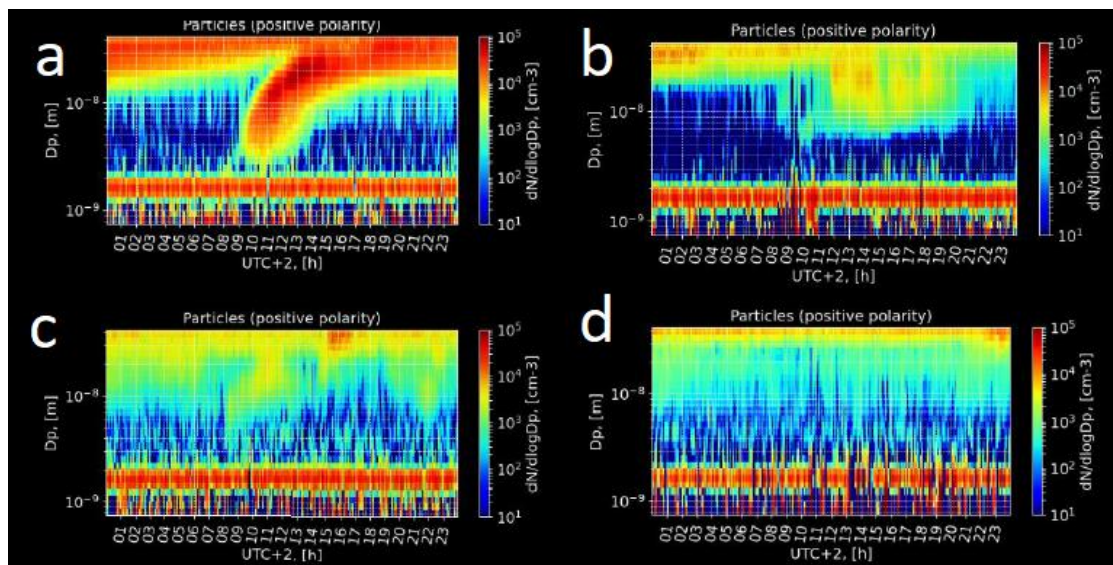 a
Particles (positive polarity)
Dp, [m]
10⁻⁸
10⁻⁹
01 02 03 04 05 06 07 08 09 10 11 12 13 14 15 16 17 18 19 20 21 22 23
UTC+2, [h]
10⁵
10⁴
10³
10²
10¹
dN/dlogDp, [cm-3]
b
Particles (positive polarity)
Dp, [m]
10⁻⁸
10⁻⁹
01 02 03 04 05 06 07 08 09 10 11 12 13 14 15 16 17 18 19 20 21 22 23
UTC+2, [h]
10⁵
10⁴
10³
10²
10¹
dN/dlogDp, [cm-3]
c
Particles (positive polarity)
Dp, [m]
10⁻⁸
10⁻⁹
01 02 03 04 05 06 07 08 09 10 11 12 13 14 15 16 17 18 19 20 21 22 23
UTC+2, [h]
10⁵
10⁴
10³
10²
10¹
dN/dlogDp, [cm-3]
d
Particles (positive polarity)
Dp, [m]
10⁻⁸
10⁻⁹
01 02 03 04 05 06 07 08 09 10 11 12 13 14 15 16 17 18 19 20 21 22 23
UTC+2, [h]
10⁵
10⁴
10³
10²
10¹
dN/dlogDp, [cm-3]